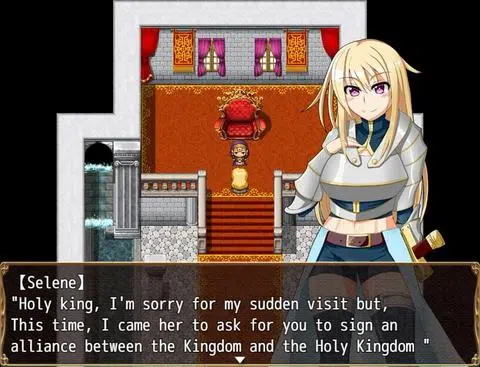 【Selene】
"Holy king, I'm sorry for my sudden visit but,
This time, I came her to ask for you to sign an
alliance between the Kingdom and the Holy Kingdom "